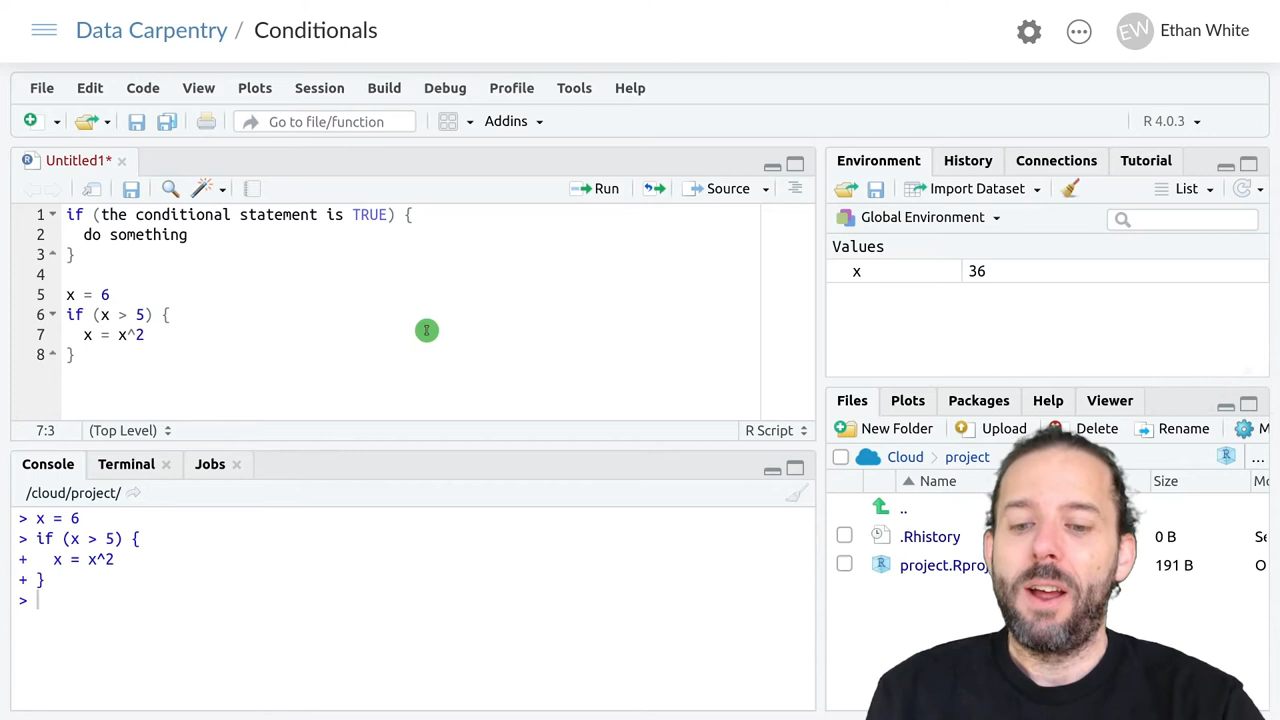 Data Carpentry / Conditionals
EW Ethan White
File Edit Code View Plots Session Build Debug Profile Tools Help
Go to file/function Addins R 4.0.3
Untitled1*
Run Source
1 if (the conditional statement is TRUE) {
2 do something
3 }
4
5 x = 6
6 if (x > 5) {
7 x = x^2
8 }
7:3 (Top Level) R Script
Console Terminal Jobs
/cloud/project/
> x = 6
> if (x > 5) {
+ x = x^2
+ }
>
Environment History Connections Tutorial
Import Dataset List
Global Environment
Values
x 36
Files Plots Packages Help Viewer
New Folder Upload Delete Rename M
Cloud project ...
Name Size Mo
..
.Rhistory 0 B Se
project.Rproj 191 B O